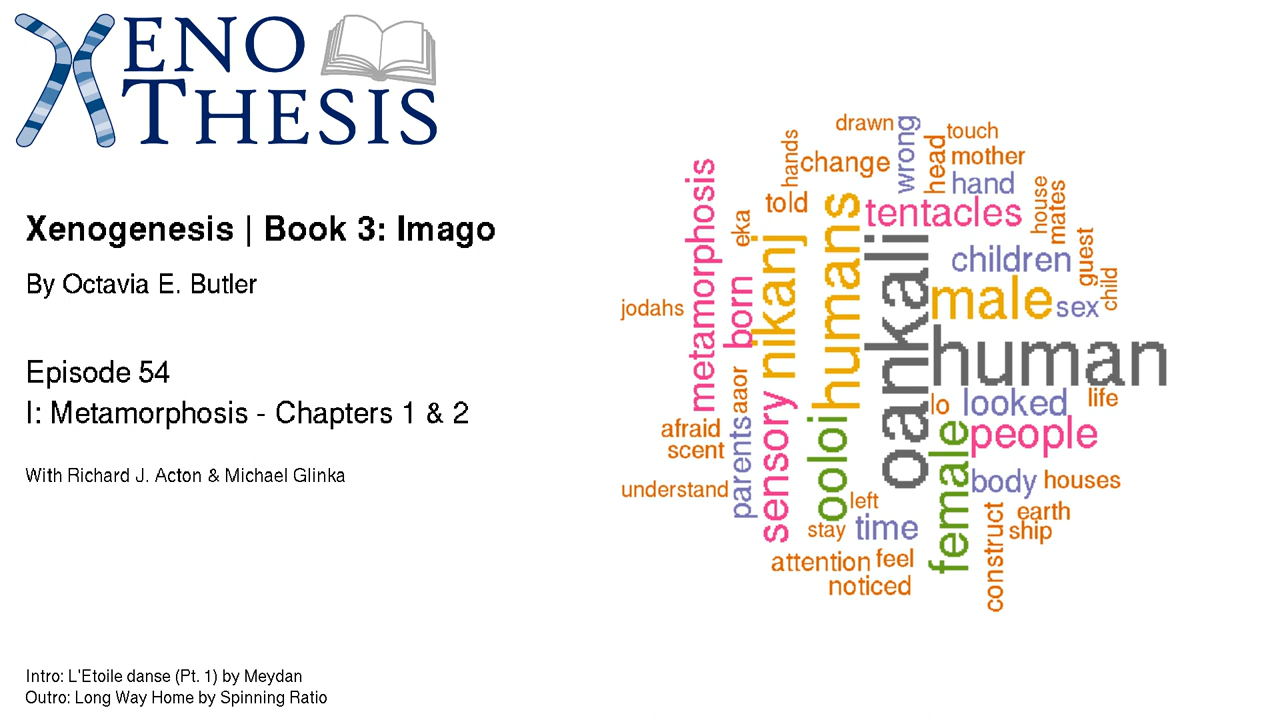 XENO
THESIS
Xenogenesis | Book 3: Imago
By Octavia E. Butler
Episode 54
I: Metamorphosis - Chapters 1 & 2
With Richard J. Acton & Michael Glinka
Intro: L'Etoile danse (Pt. 1) by Meydan
Outro: Long Way Home by Spinning Ratio
drawn
wrong
touch
hands
change
head
mother
metamorphosis
hand
told
humans
tentacles
house
mates
eka
nikanj
oankali
children
guest
child
jodahs
born
male
sex
human
aaor
lo
looked
life
afraid
scent
parents
sensory
ooloi
female
people
understand
body
houses
left
stay
time
construct
earth
ship
attention
feel
noticed